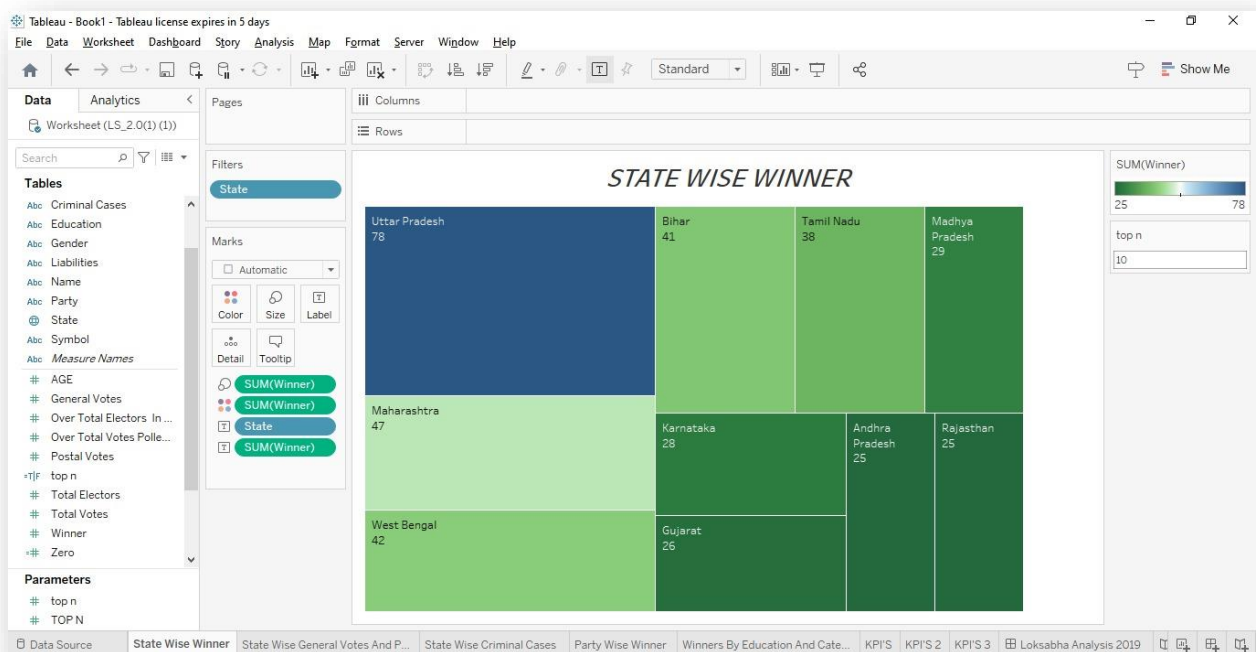 Tableau - Book1 - Tableau license expires in 5 days
File Data Worksheet Dashboard Story Analysis Map Format Server Window Help
Standard
Show Me
Data Analytics
Worksheet (LS_2.0(1) (1))
Search
Tables
Abc Criminal Cases
Abc Education
Abc Gender
Abc Liabilities
Abc Name
Abc Party
State
Abc Symbol
Abc Measure Names
# AGE
# General Votes
# Over Total Electors In ...
# Over Total Votes Polle...
# Postal Votes
=T|F top n
# Total Electors
# Total Votes
# Winner
=# Zero
Parameters
# top n
# TOP N
Pages
Filters
State
Marks
Automatic
Color Size Label
Detail Tooltip
SUM(Winner)
SUM(Winner)
State
SUM(Winner)
Columns
Rows
STATE WISE WINNER
Uttar Pradesh
78
Maharashtra
47
West Bengal
42
Bihar
41
Tamil Nadu
38
Madhya
Pradesh
29
Karnataka
28
Gujarat
26
Andhra
Pradesh
25
Rajasthan
25
SUM(Winner)
25 78
top n
10
Data Source State Wise Winner State Wise General Votes And P... State Wise Criminal Cases Party Wise Winner Winners By Education And Cate... KPI'S KPI'S 2 KPI'S 3 Loksabha Analysis 2019